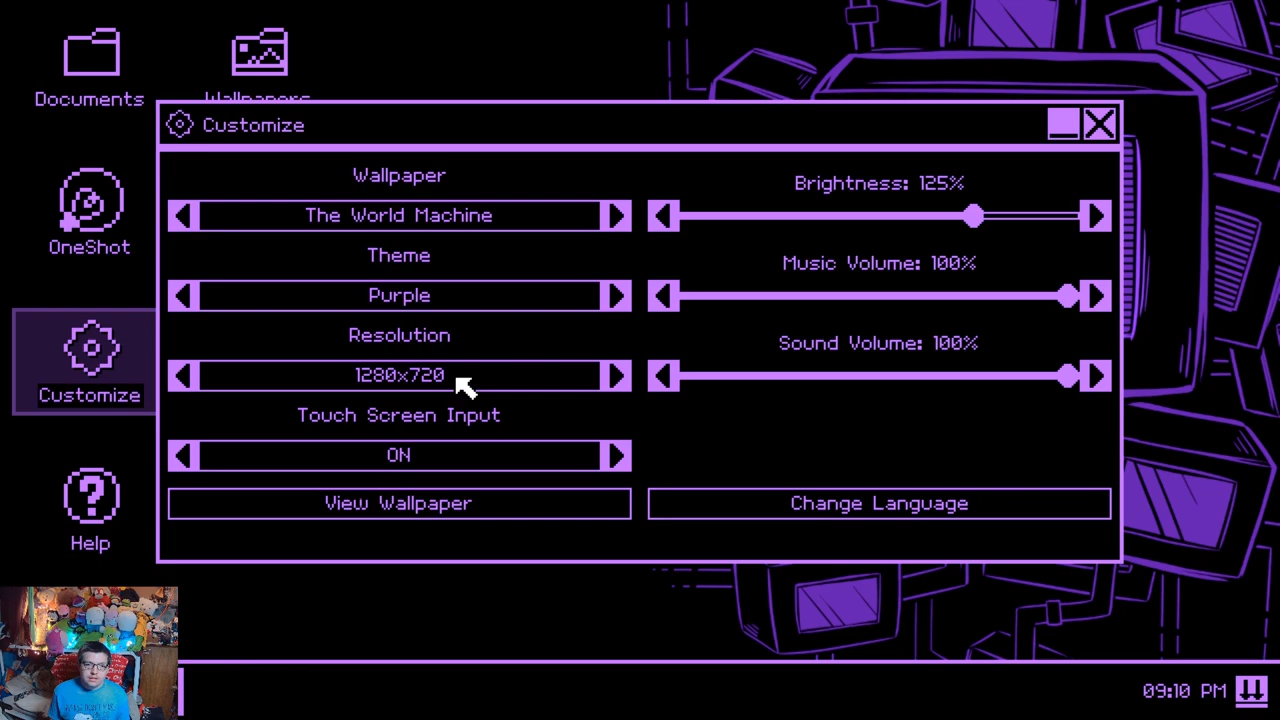 Documents
Wallpapers
Customize
Wallpaper
The World Machine
Theme
Purple
Resolution
1280x720
Touch Screen Input
ON
View Wallpaper
Brightness: 125%
Music Volume: 100%
Sound Volume: 100%
Change Language
OneShot
Customize
Help
09:10 PM